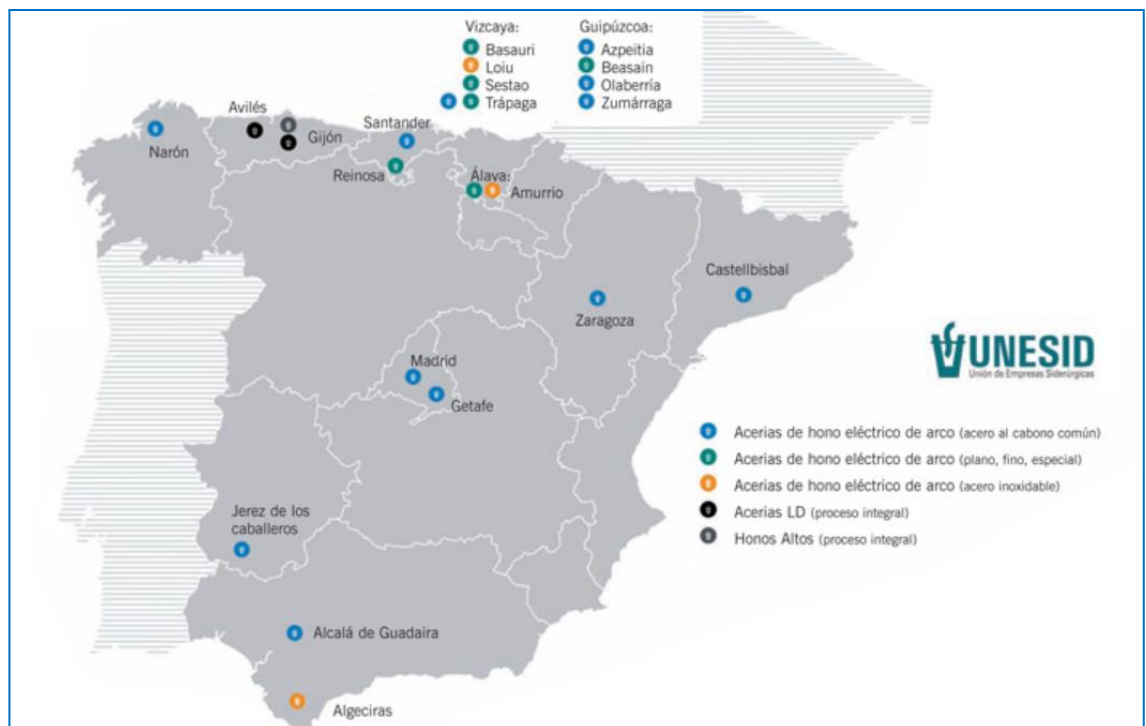 Vizcaya:
Basauri
Loiu
Sestao
Trápaga
Guipúzcoa:
Azpeitia
Beasain
Olaberría
Zumárraga
Avilés
Gijón
Narón
Santander
Reinosa
Álava:
Amurrio
Castellbisbal
Zaragoza
Madrid
Getafe
Jerez de los
caballeros
Alcalá de Guadaira
Algeciras
UNESID
Unión de Empresas Siderúrgicas
Acerias de hono eléctrico de arco (acero al cabono común)
Acerias de hono eléctrico de arco (plano, fino, especial)
Acerias de hono eléctrico de arco (acero inoxidable)
Acerias LD (proceso integral)
Honos Altos (proceso integral)